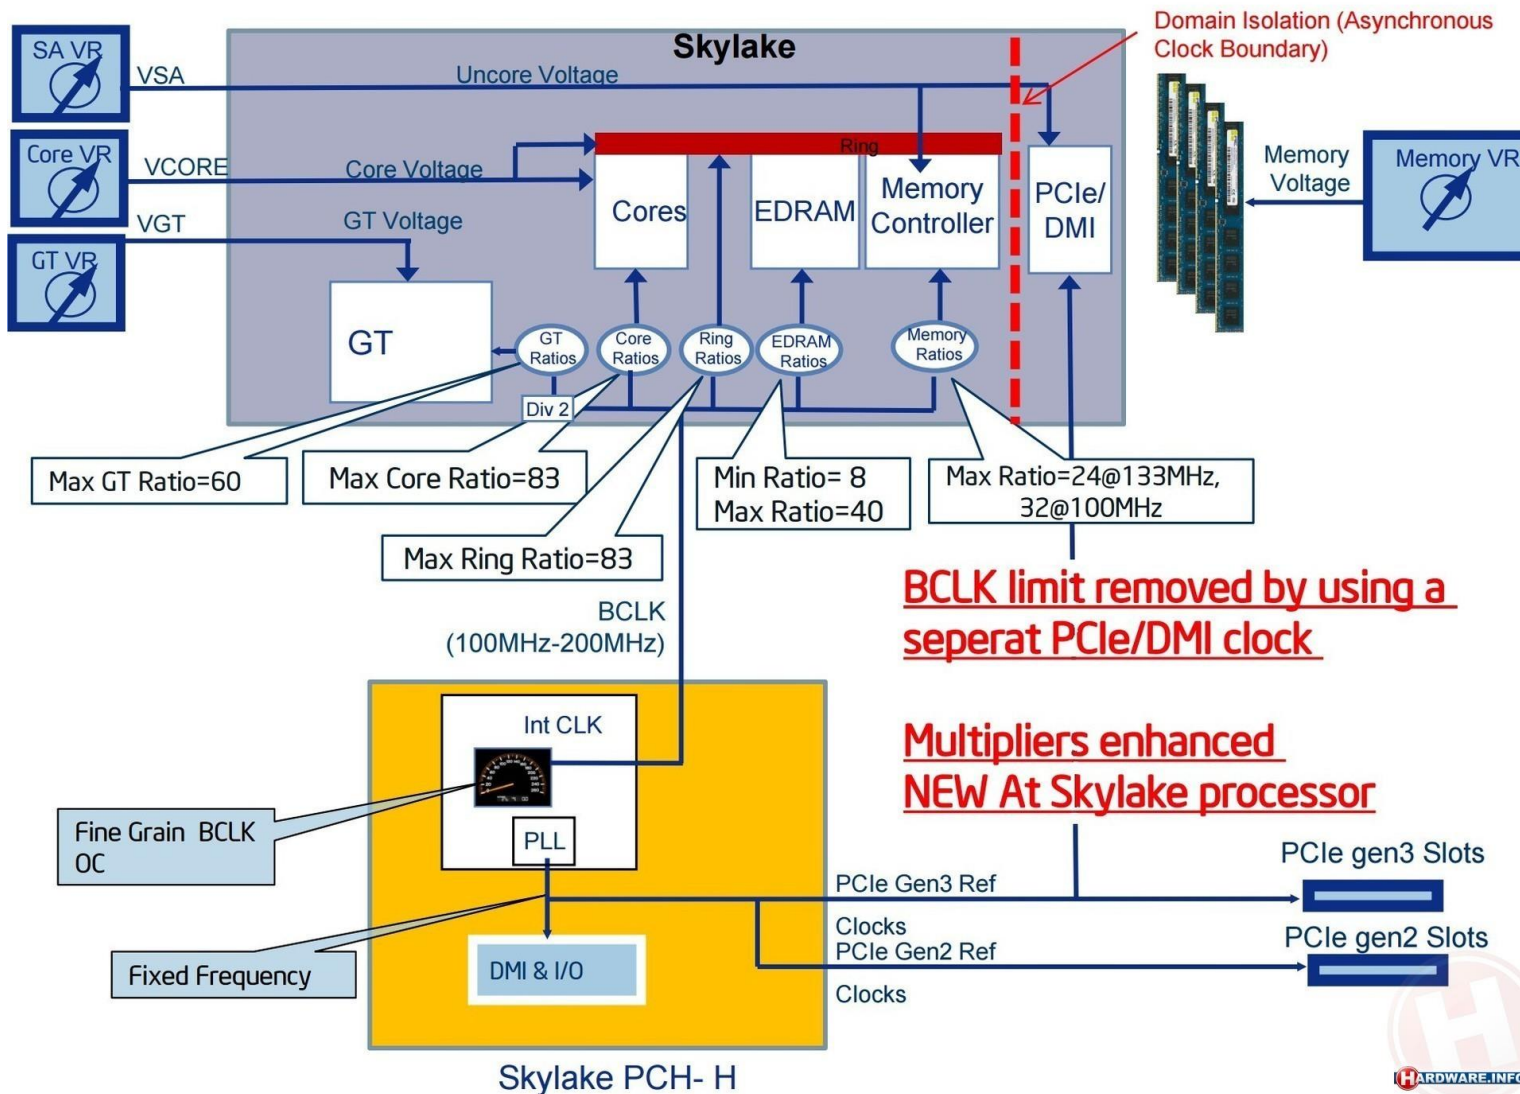 Skylake
Domain Isolation (Asynchronous
Clock Boundary)
SA VR
VSA
Uncore Voltage
Core VR
VCORE
Core Voltage
Ring
Memory
Voltage
Memory VR
VGT
GT Voltage
GT VR
Cores
EDRAM
Memory
Controller
PCIe/
DMI
GT
GT
Ratios
Core
Ratios
Ring
Ratios
EDRAM
Ratios
Memory
Ratios
Div 2
Max GT Ratio=60
Max Core Ratio=83
Max Ring Ratio=83
Min Ratio= 8
Max Ratio=40
Max Ratio=24@133MHz,
32@100MHz
BCLK
(100MHz-200MHz)
BCLK limit removed by using a
seperat PCIe/DMI clock
Int CLK
PLL
Fine Grain BCLK
OC
Fixed Frequency
DMI & I/O
Multipliers enhanced
NEW At Skylake processor
PCIe Gen3 Ref
Clocks
PCIe Gen2 Ref
Clocks
PCIe gen3 Slots
PCIe gen2 Slots
Skylake PCH- H
HARDWARE.INFO